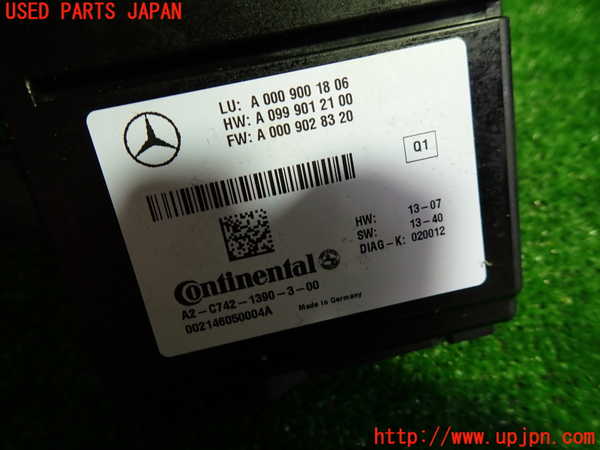 USED PARTS JAPAN
LU: A 000 900 18 06
HW: A 099 901 21 00
FW: A 000 902 83 20
Q1
HW: 13-07
SW: 13-40
DIAG-K: 020012
Continental
A2-C742-1390-3-00
002146050004A
Made in Germany
http://www.upjpn.com/